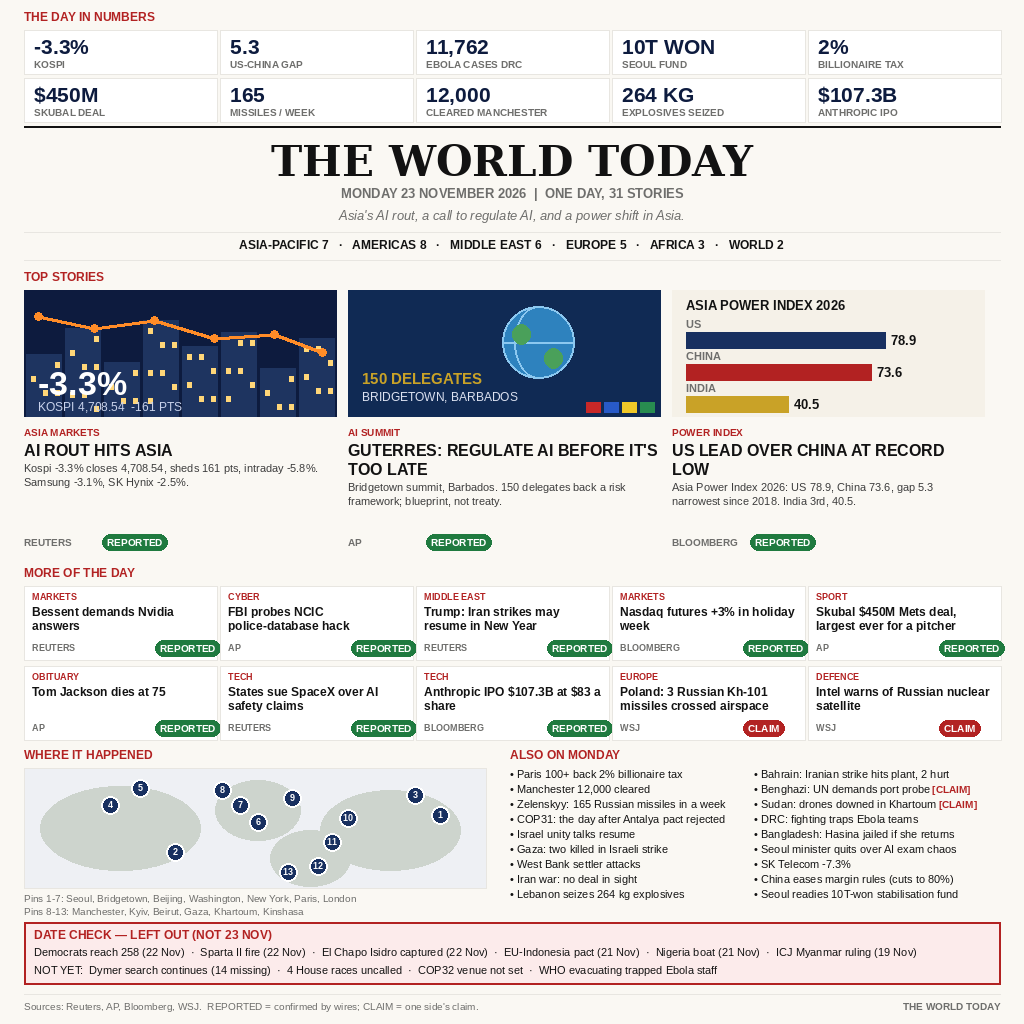 THE DAY IN NUMBERS
-3.3%
KOSPI
5.3
US-CHINA GAP
11,762
EBOLA CASES DRC
10T WON
SEOUL FUND
2%
BILLIONAIRE TAX
$450M
SKUBAL DEAL
165
MISSILES / WEEK
12,000
CLEARED MANCHESTER
264 KG
EXPLOSIVES SEIZED
$107.3B
ANTHROPIC IPO
THE WORLD TODAY
MONDAY 23 NOVEMBER 2026 | ONE DAY, 31 STORIES
Asia's AI rout, a call to regulate AI, and a power shift in Asia.
ASIA-PACIFIC 7 · AMERICAS 8 · MIDDLE EAST 6 · EUROPE 5 · AFRICA 3 · WORLD 2
TOP STORIES
-3.3%
KOSPI 4,708.54 -161 PTS
150 DELEGATES
BRIDGETOWN, BARBADOS
ASIA POWER INDEX 2026
US
78.9
CHINA
73.6
INDIA
40.5
ASIA MARKETS
AI ROUT HITS ASIA
Kospi -3.3% closes 4,708.54, sheds 161 pts, intraday -5.8%.
Samsung -3.1%, SK Hynix -2.5%.
REUTERS REPORTED
AI SUMMIT
GUTERRES: REGULATE AI BEFORE IT'S
TOO LATE
Bridgetown summit, Barbados. 150 delegates back a risk
framework; blueprint, not treaty.
AP REPORTED
POWER INDEX
US LEAD OVER CHINA AT RECORD
LOW
Asia Power Index 2026: US 78.9, China 73.6, gap 5.3
narrowest since 2018. India 3rd, 40.5.
BLOOMBERG REPORTED
MORE OF THE DAY
MARKETS
Bessent demands Nvidia
answers
REUTERS REPORTED
CYBER
FBI probes NCIC
police-database hack
AP REPORTED
MIDDLE EAST
Trump: Iran strikes may
resume in New Year
REUTERS REPORTED
MARKETS
Nasdaq futures +3% in holiday
week
BLOOMBERG REPORTED
SPORT
Skubal $450M Mets deal,
largest ever for a pitcher
AP REPORTED
OBITUARY
Tom Jackson dies at 75
AP REPORTED
TECH
States sue SpaceX over AI
safety claims
REUTERS REPORTED
TECH
Anthropic IPO $107.3B at $83 a
share
BLOOMBERG REPORTED
EUROPE
Poland: 3 Russian Kh-101
missiles crossed airspace
WSJ CLAIM
DEFENCE
Intel warns of Russian nuclear
satellite
WSJ CLAIM
WHERE IT HAPPENED
5
4
8
7
9
3
1
6
10
2
11
12
13
Pins 1-7: Seoul, Bridgetown, Beijing, Washington, New York, Paris, London
Pins 8-13: Manchester, Kyiv, Beirut, Gaza, Khartoum, Kinshasa
ALSO ON MONDAY
• Paris 100+ back 2% billionaire tax
• Manchester 12,000 cleared
• Zelenskyy: 165 Russian missiles in a week
• COP31: the day after Antalya pact rejected
• Israel unity talks resume
• Gaza: two killed in Israeli strike
• West Bank settler attacks
• Iran war: no deal in sight
• Lebanon seizes 264 kg explosives
• Bahrain: Iranian strike hits plant, 2 hurt
• Benghazi: UN demands port probe [CLAIM]
• Sudan: drones downed in Khartoum [CLAIM]
• DRC: fighting traps Ebola teams
• Bangladesh: Hasina jailed if she returns
• Seoul minister quits over AI exam chaos
• SK Telecom -7.3%
• China eases margin rules (cuts to 80%)
• Seoul readies 10T-won stabilisation fund
DATE CHECK — LEFT OUT (NOT 23 NOV)
Democrats reach 258 (22 Nov) · Sparta II fire (22 Nov) · El Chapo Isidro captured (22 Nov) · EU-Indonesia pact (21 Nov) · Nigeria boat (21 Nov) · ICJ Myanmar ruling (19 Nov)
NOT YET: Dymer search continues (14 missing) · 4 House races uncalled · COP32 venue not set · WHO evacuating trapped Ebola staff
Sources: Reuters, AP, Bloomberg, WSJ. REPORTED = confirmed by wires; CLAIM = one side's claim.
THE WORLD TODAY